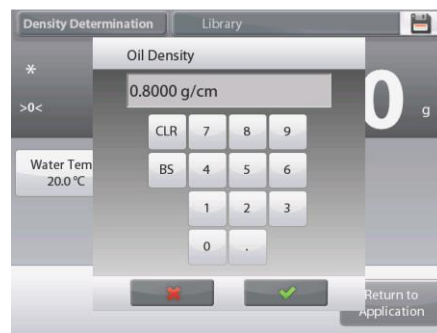 Density Determination
Library
Oil Density
0.8000 g/cm
*
>0<
0
g
CLR 7 8 9
BS 4 5 6
1 2 3
0 .
Water Tem
20.0 °C
Return to
Application